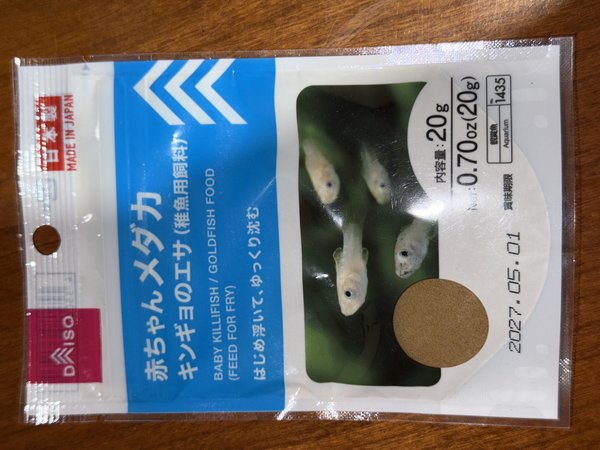 日本製
MADE IN JAPAN
DAISO
赤ちゃんメダカ
キンギョのエサ(稚魚用飼料)
BABY KILLIFISH / GOLDFISH FOOD
(FEED FOR FRY)
はじめ浮いて、ゆっくり沈む
内容量:20g
0.70oz(20g)
観賞魚
Aquarium
1435
賞味期限
2027.05.01